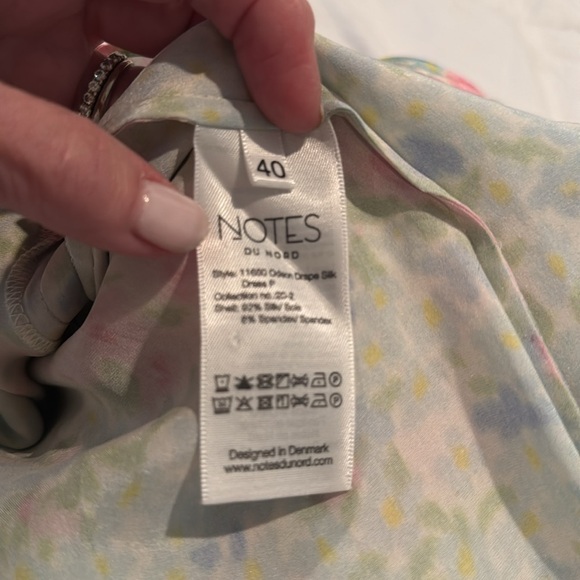 40
NOTES
DU NORD
Style: 11660 Odeon Drape Silk
Dress P
Collection no.:20-2
Shell: 92% Silk/ Soie
8% Spandex/ Spandex
Designed in Denmark
www.notesdunord.com